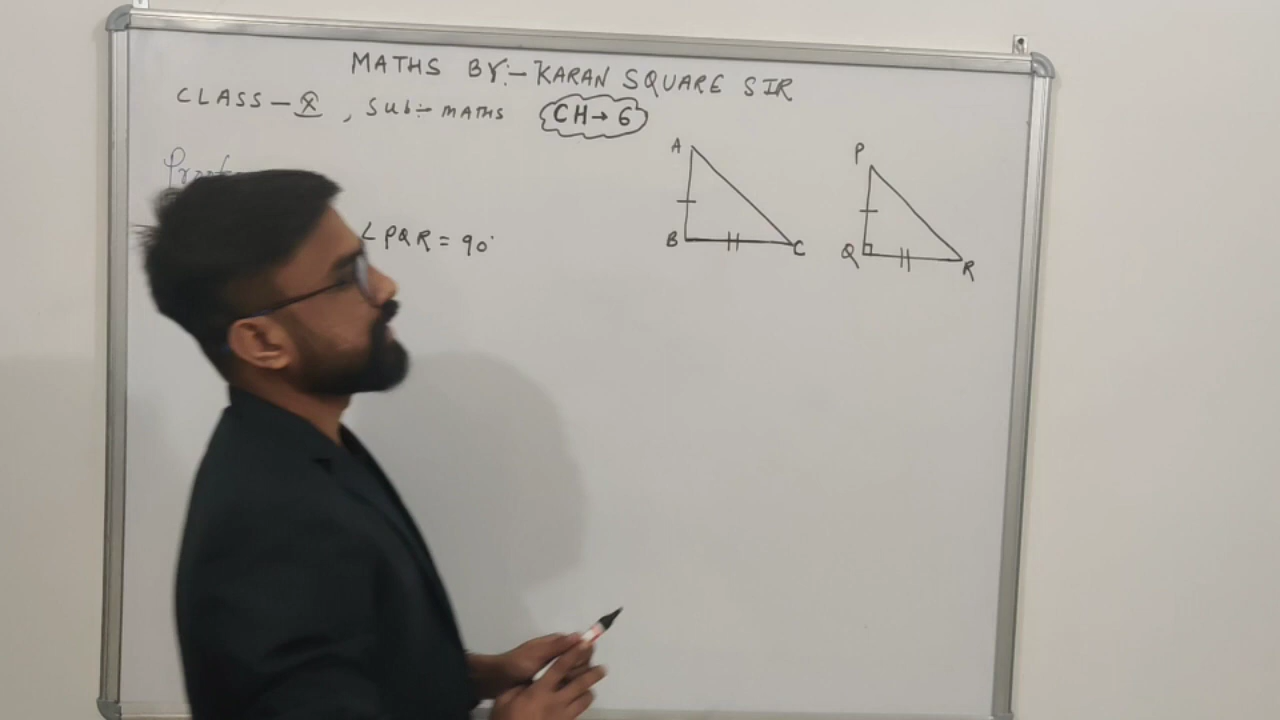 MATHS BY:- KARAN SQUARE SIR
CLASS-X, SUB:- MATHS CH→6
∠PQR = 90°
A
B
C
P
Q
R